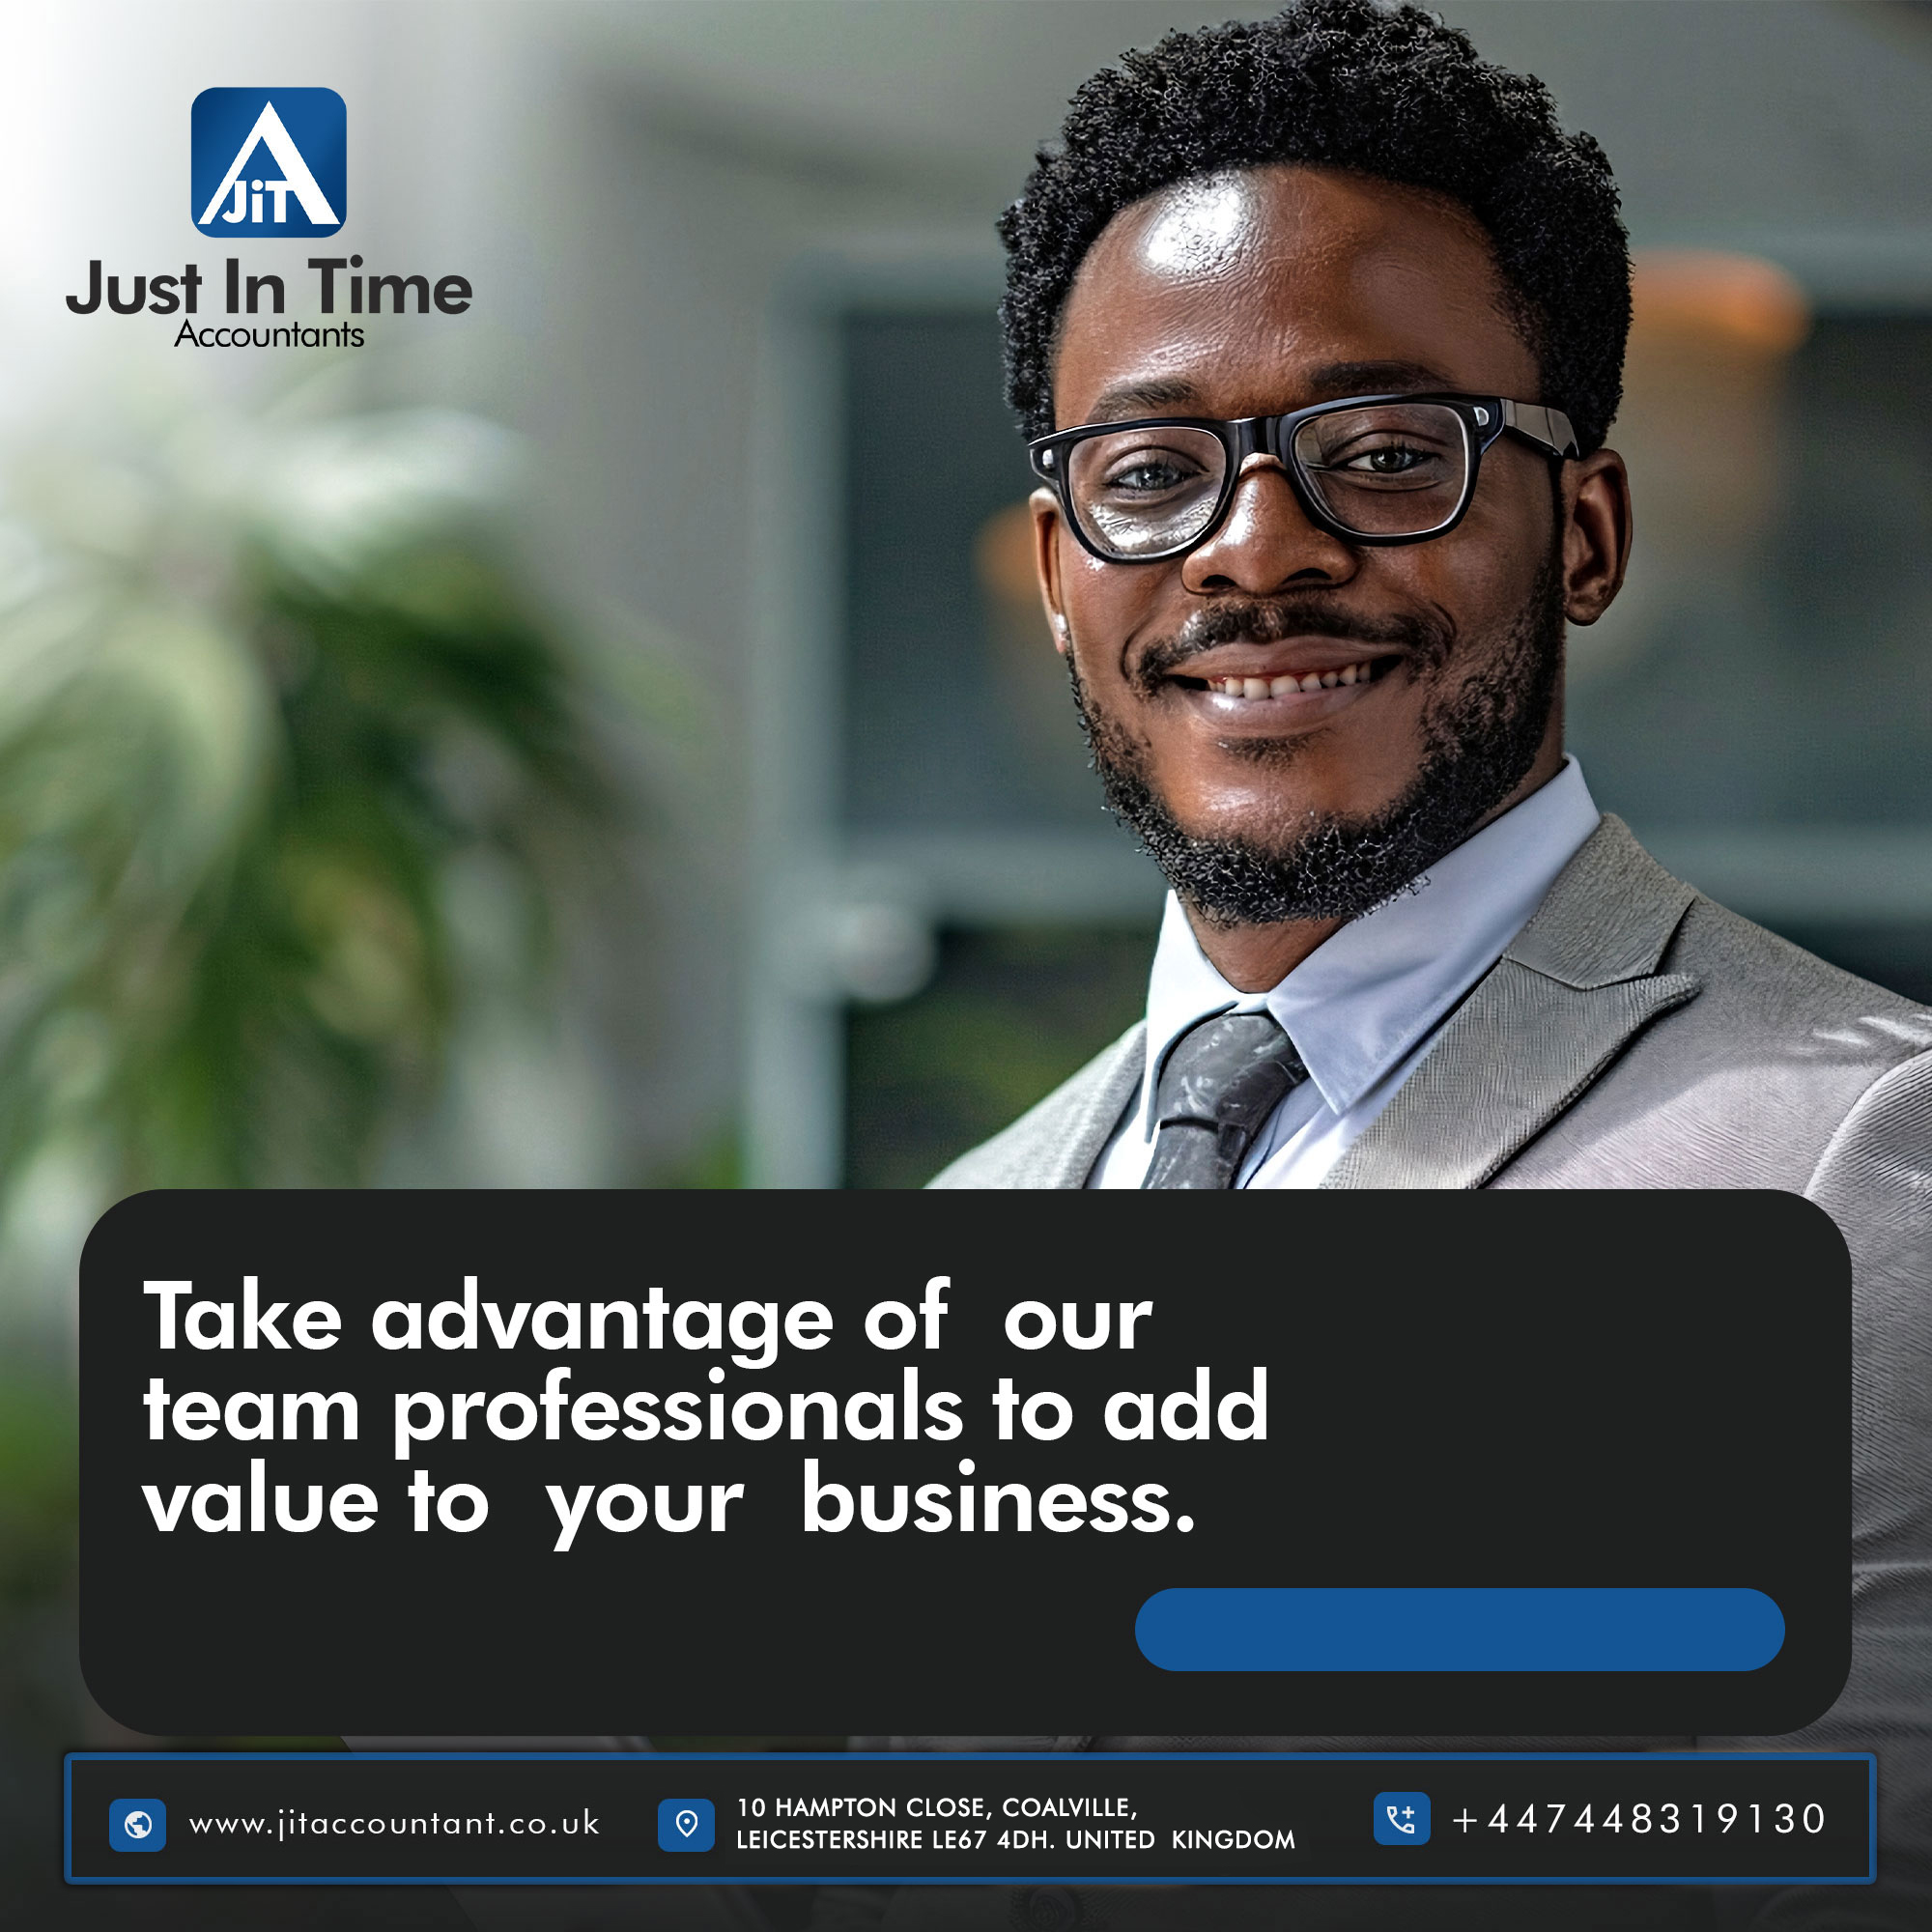 JiT
Just In Time
Accountants
Take advantage of our
team professionals to add
value to your business.
www.jitaccountant.co.uk
10 HAMPTON CLOSE, COALVILLE,
LEICESTERSHIRE LE67 4DH. UNITED KINGDOM
+447448319130